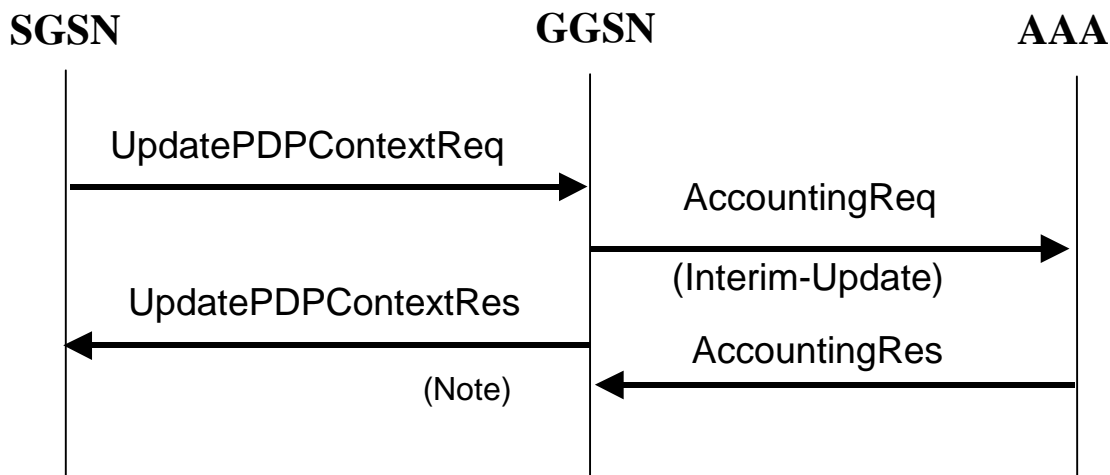 SGSN
GGSN
AAA
UpdatePDPContextReq
AccountingReq
(Interim-Update)
UpdatePDPContextRes
AccountingRes
(Note)